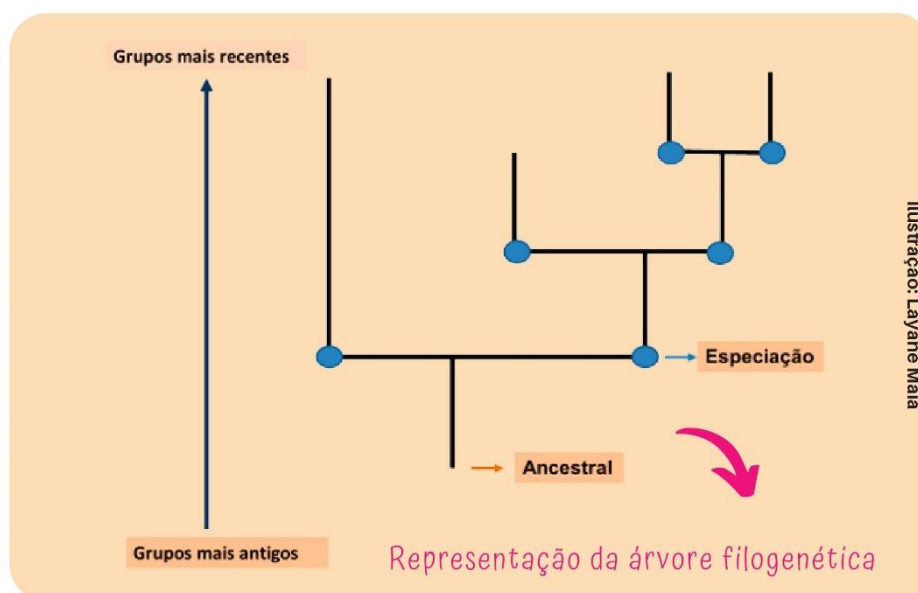 Grupos mais recentes
Especiação
Ancestral
Grupos mais antigos
Representação da árvore filogenética
Ilustração: Layane Maia